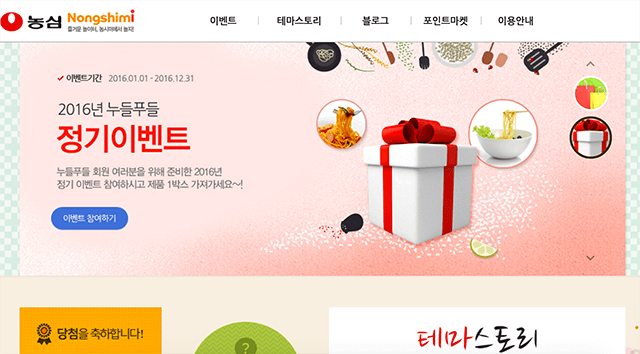 농심 Nongshimi
즐거운 놀이터, 농시미에서 놀자!
이벤트 테마스토리 블로그 포인트마켓 이용안내
이벤트기간 2016.01.01 - 2016.12.31
2016년 누들푸들
정기이벤트
누들푸들 회원 여러분을 위해 준비한 2016년
정기 이벤트 참여하시고 제품 1박스 가져가세요~!
이벤트 참여하기
당첨을 축하합니다!
?
테마스토리